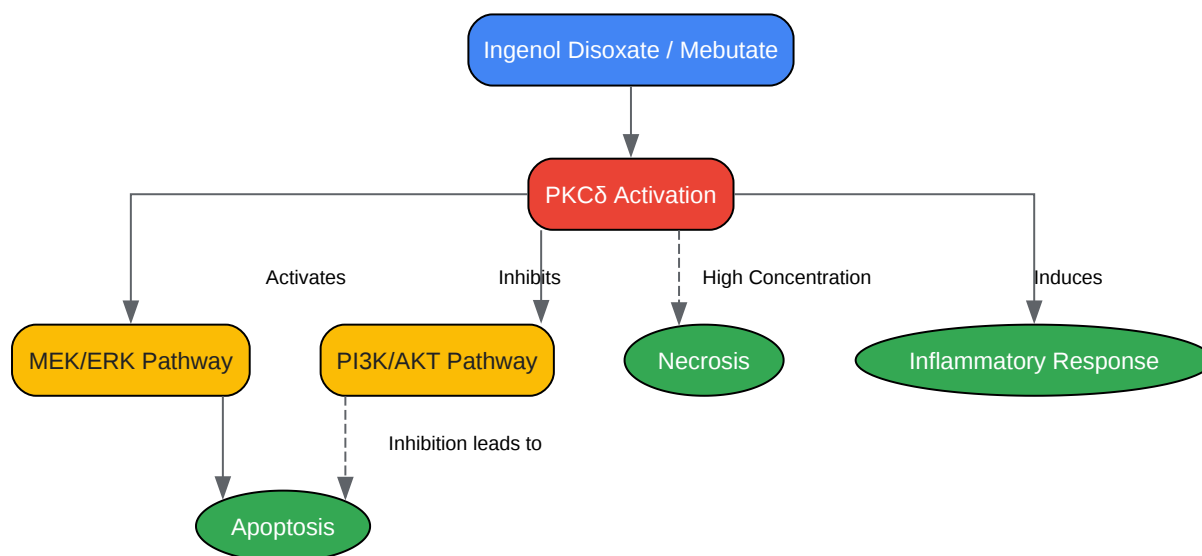 Ingenol Disoxate / Mebutate
PKCδ Activation
Activates
Inhibits
High Concentration
Induces
MEK/ERK Pathway
PI3K/AKT Pathway
Necrosis
Inflammatory Response
Inhibition leads to
Apoptosis